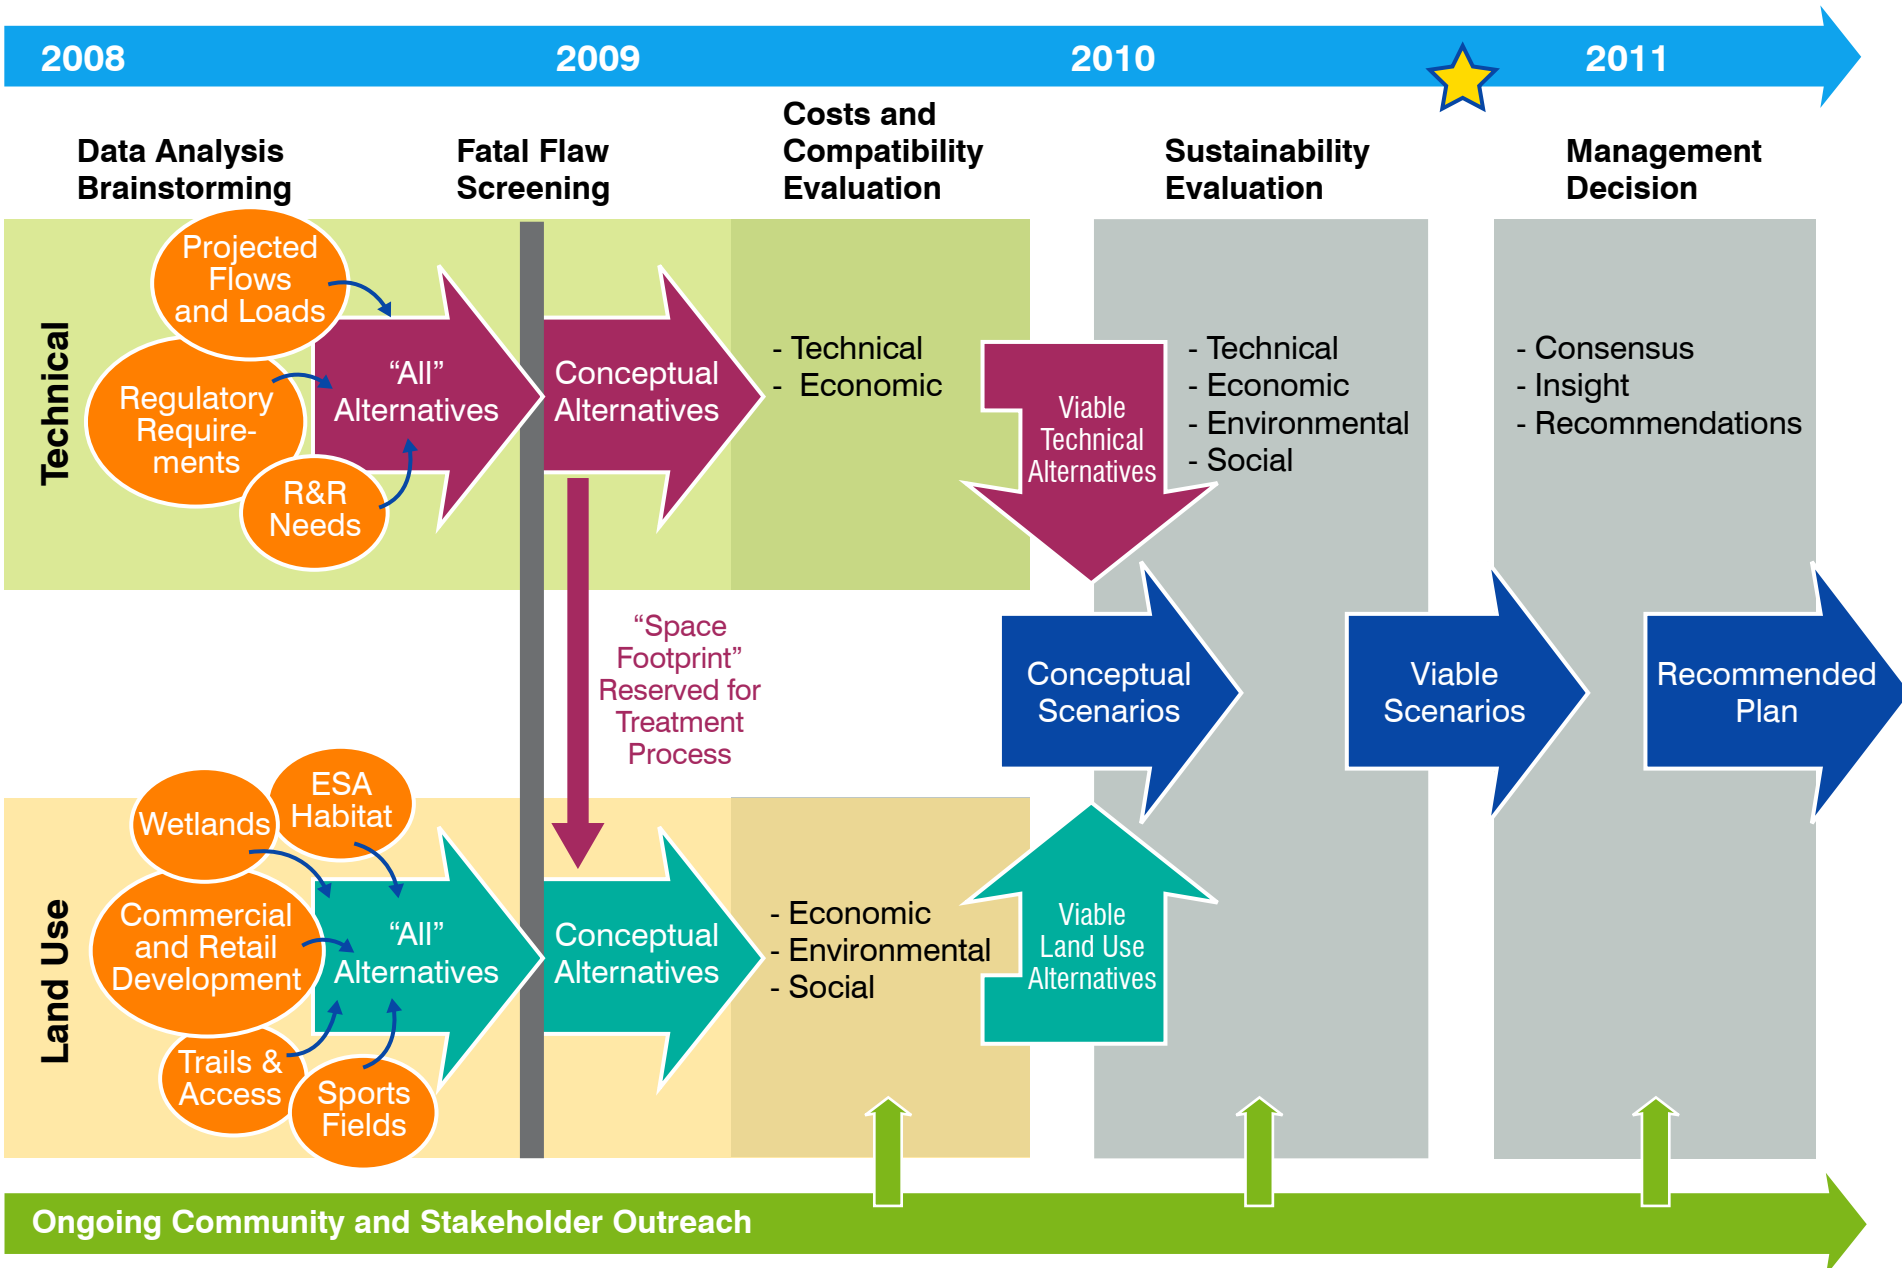 2008
2009
2010
2011
Data Analysis
Brainstorming
Fatal Flaw
Screening
Costs and
Compatibility
Evaluation
Sustainability
Evaluation
Management
Decision
Technical
Projected
Flows
and Loads
Regulatory
Require-
ments
R&R
Needs
“All”
Alternatives
Conceptual
Alternatives
- Technical
- Economic
Viable
Technical
Alternatives
- Technical
- Economic
- Environmental
- Social
- Consensus
- Insight
- Recommendations
“Space
Footprint”
Reserved for
Treatment
Process
Conceptual
Scenarios
Viable
Scenarios
Recommended
Plan
Land Use
Wetlands
ESA
Habitat
Commercial
and Retail
Development
Trails &
Access
Sports
Fields
“All”
Alternatives
Conceptual
Alternatives
- Economic
- Environmental
- Social
Viable
Land Use
Alternatives
Ongoing Community and Stakeholder Outreach